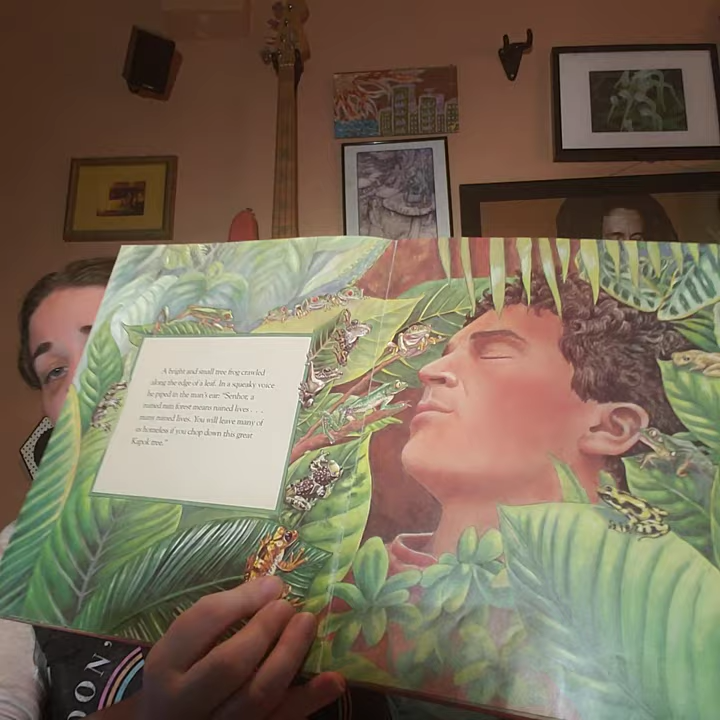 A bright and small tree frog crawled
along the edge of a leaf. In a squeaky voice
he piped in the man's ear: "Senhor, a
ruined rain forest means ruined lives . . .
many ruined lives. You will leave many of
us homeless if you chop down this great
Kapok tree."